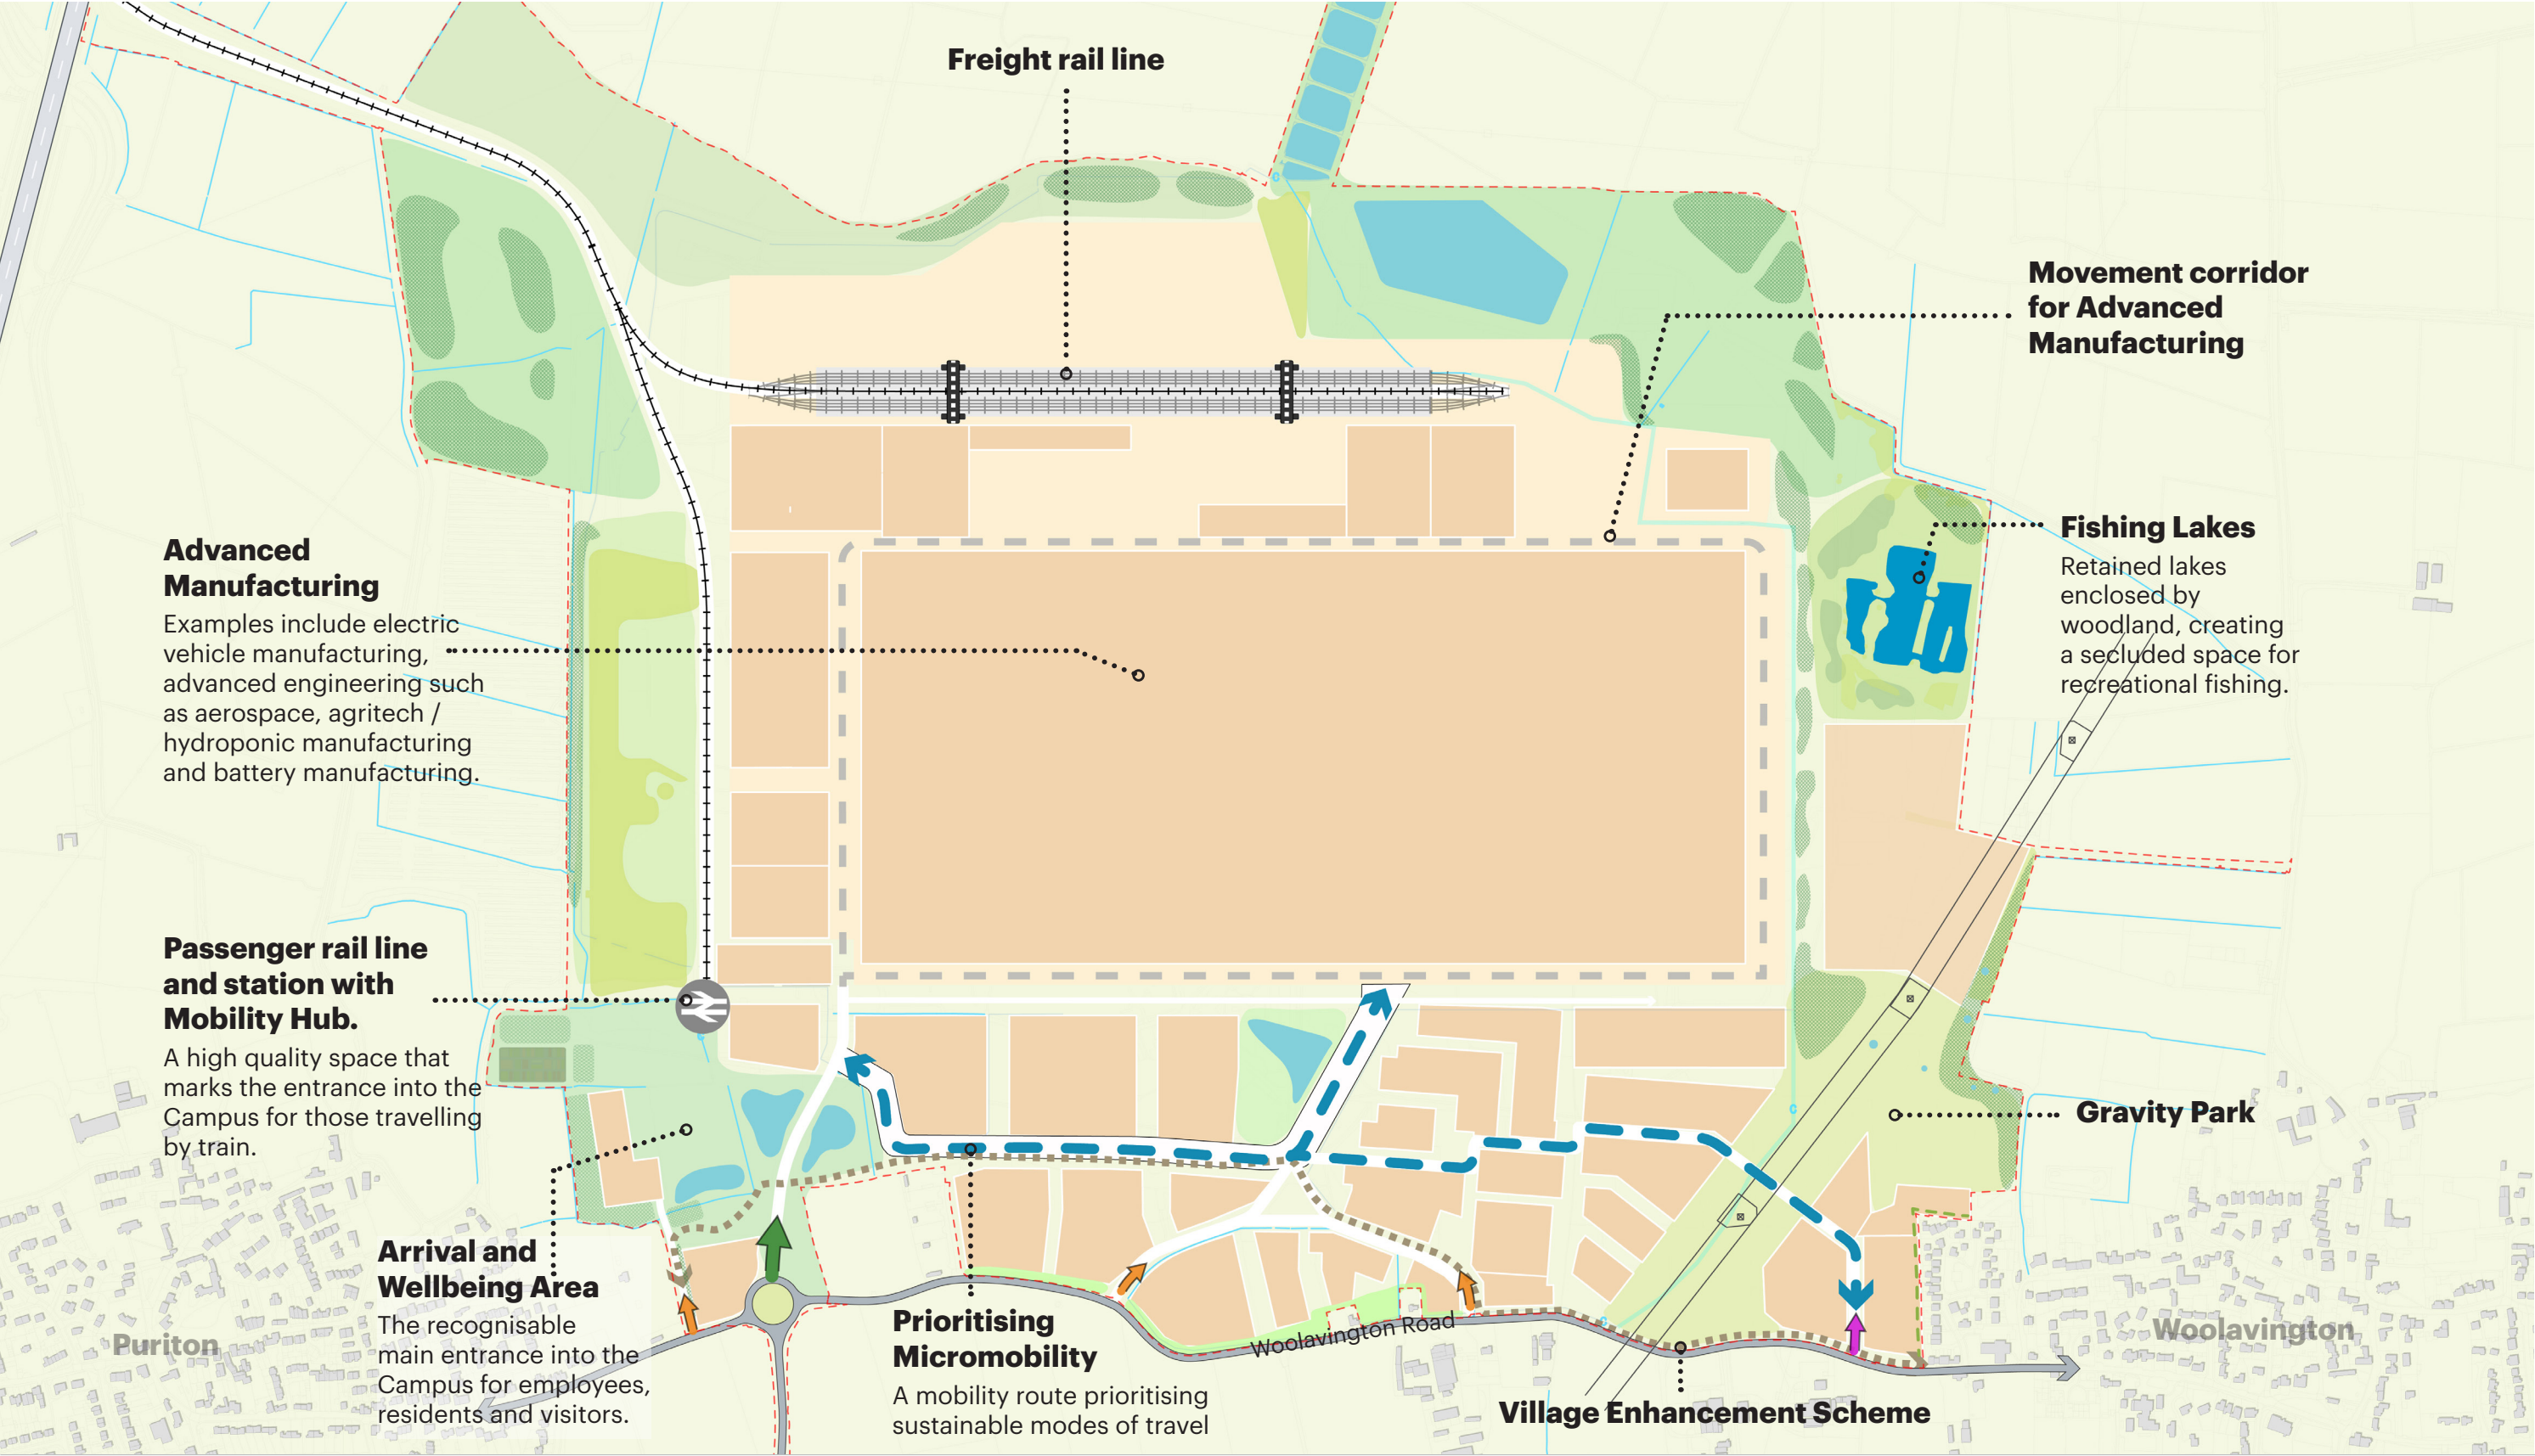 Freight rail line
Movement corridor
for Advanced
Manufacturing
Advanced
Manufacturing
Examples include electric
vehicle manufacturing,
advanced engineering such
as aerospace, agritech /
hydroponic manufacturing
and battery manufacturing.
Fishing Lakes
Retained lakes
enclosed by
woodland, creating
a secluded space for
recreational fishing.
Passenger rail line
and station with
Mobility Hub.
A high quality space that
marks the entrance into the
Campus for those travelling
by train.
Gravity Park
Arrival and
Wellbeing Area
The recognisable
main entrance into the
Campus for employees,
residents and visitors.
Puriton
Prioritising
Micromobility
A mobility route prioritising
sustainable modes of travel
Woolavington Road
Woolavington
Village Enhancement Scheme